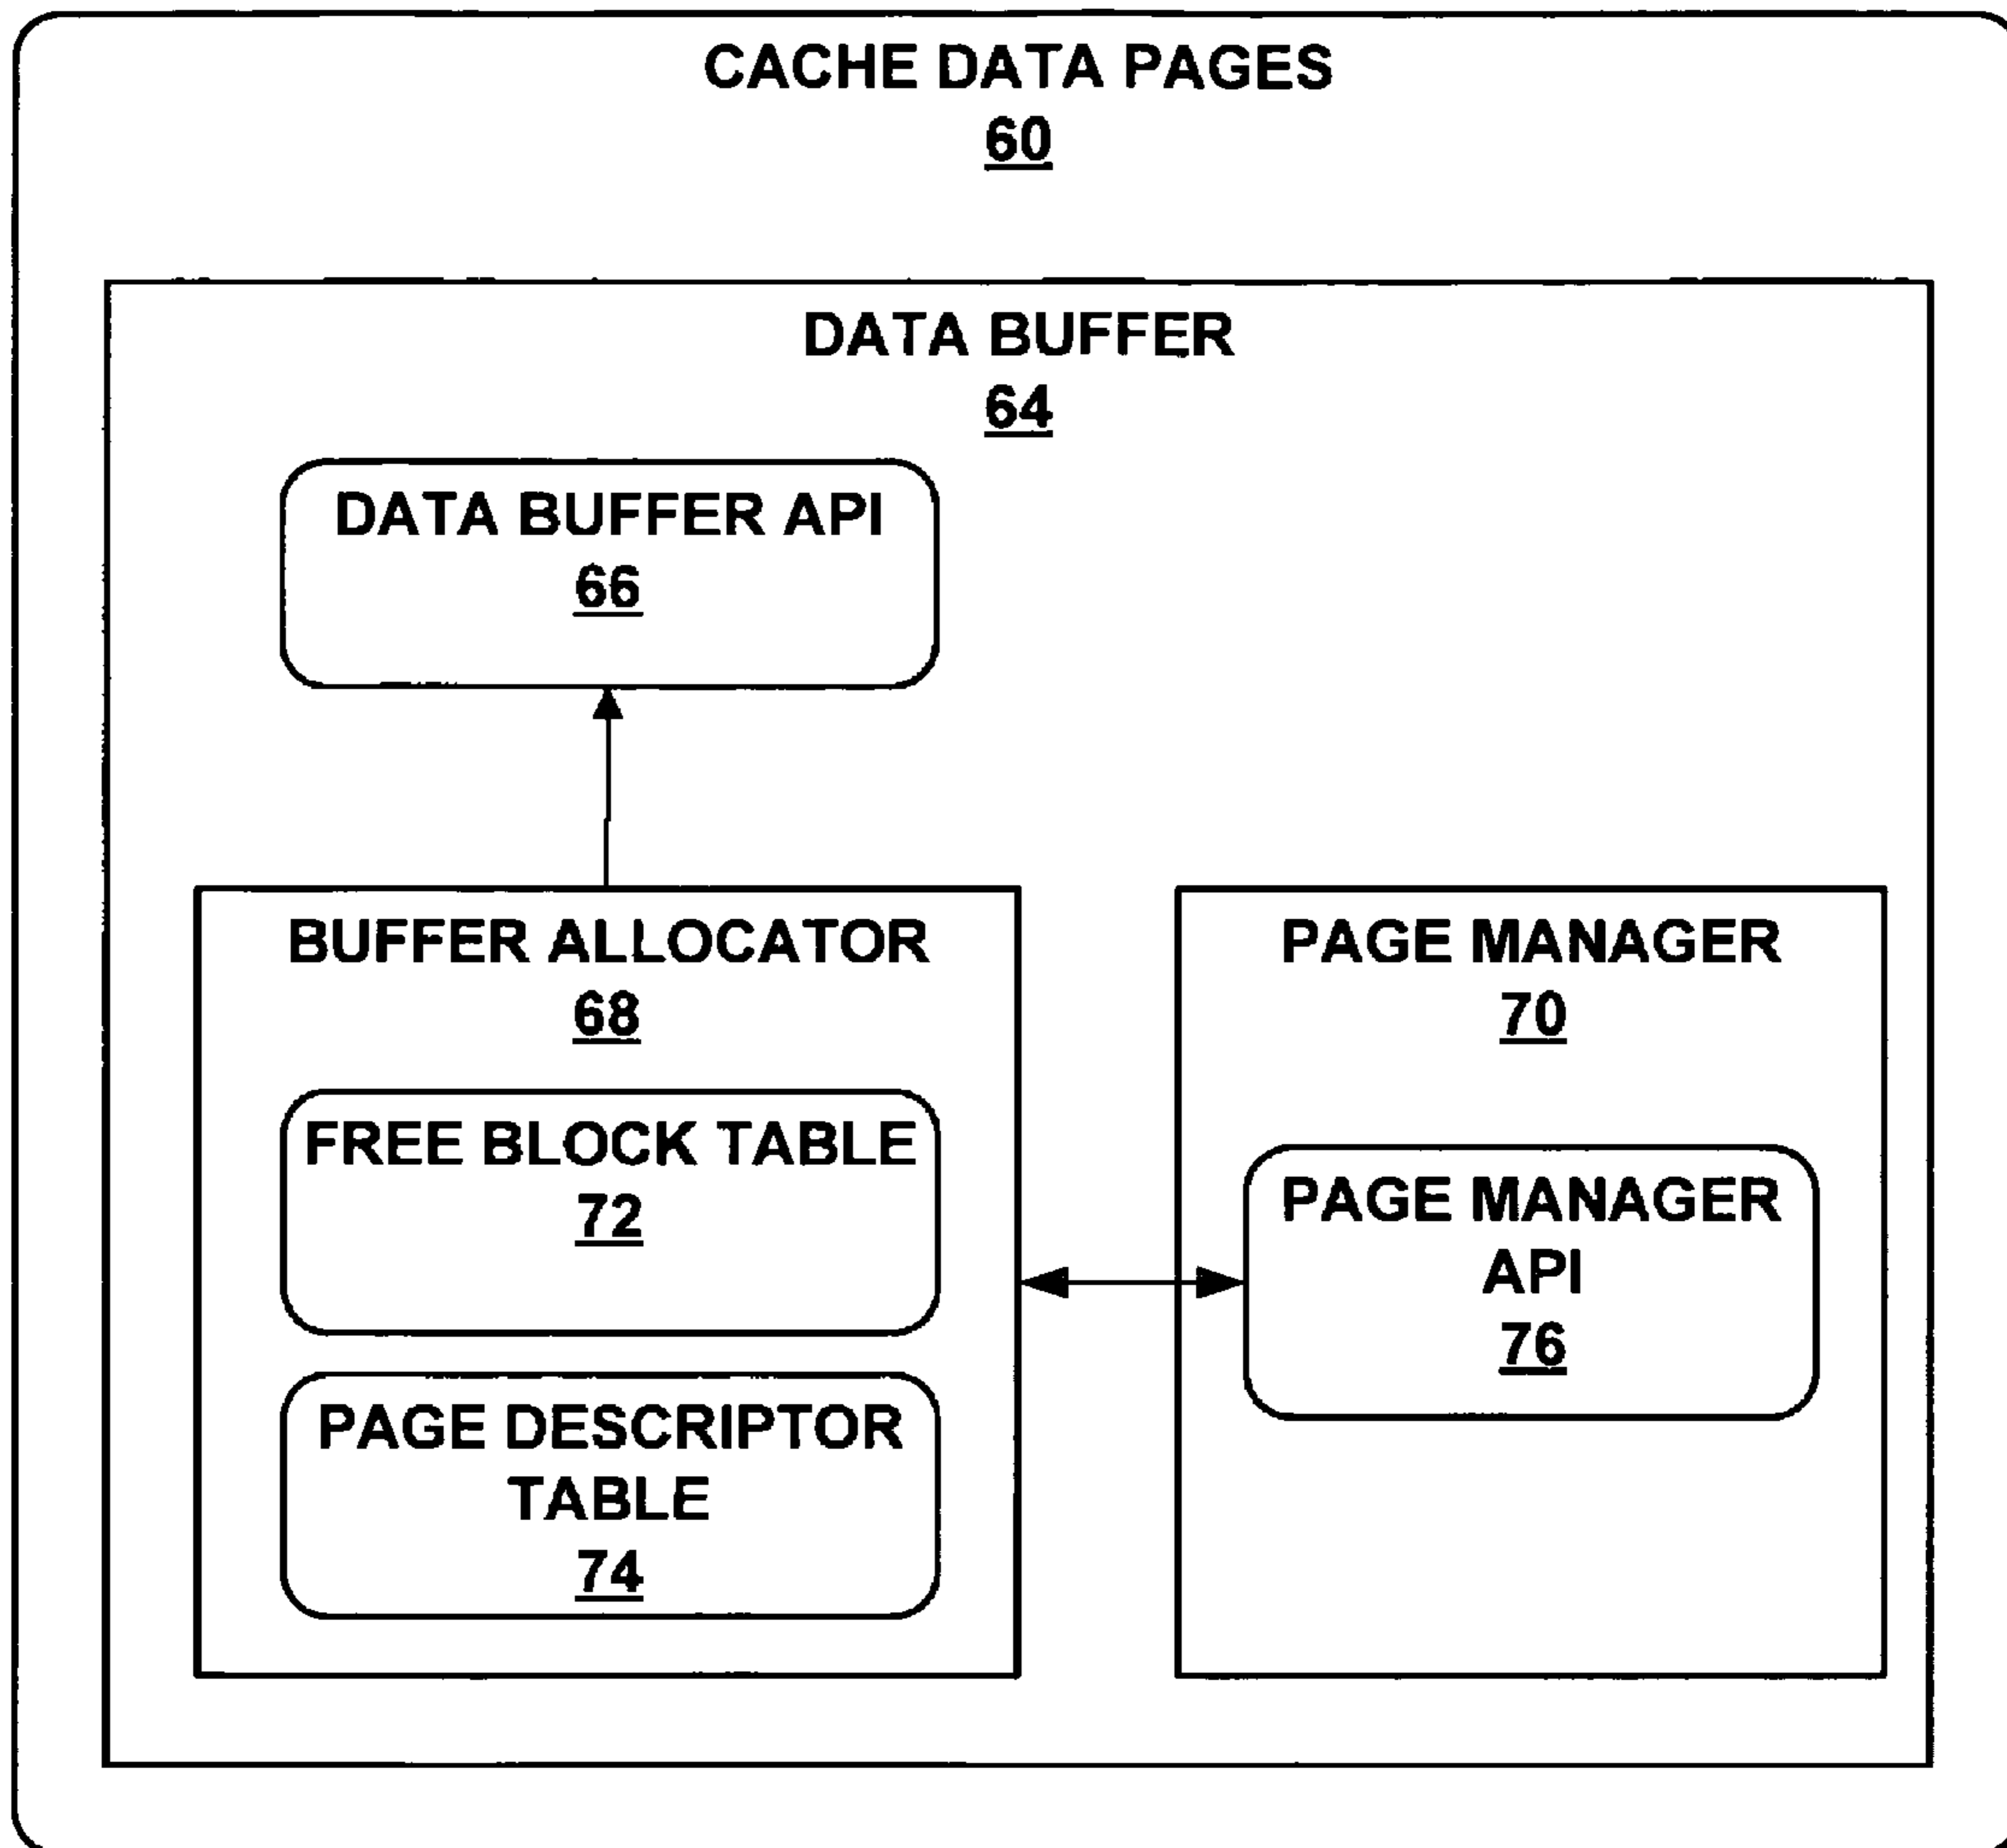 CACHE DATA PAGES
60
DATA BUFFER
64
DATA BUFFER API
66
BUFFER ALLOCATOR
68
FREE BLOCK TABLE
72
PAGE DESCRIPTOR
TABLE
74
PAGE MANAGER
70
PAGE MANAGER
API
76